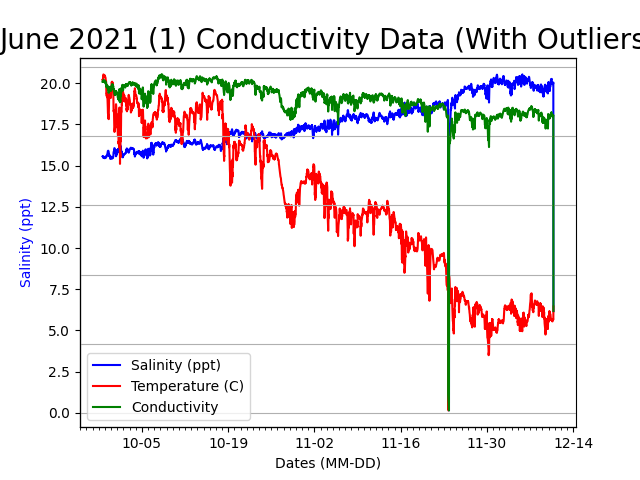 June 2021 (1) Conductivity Data (With Outliers
20.0
17.5
15.0
12.5
10.0
7.5
5.0
2.5
0.0
Salinity (ppt)
Salinity (ppt)
Temperature (C)
Conductivity
10-05 10-19 11-02 11-16 11-30 12-14
Dates (MM-DD)